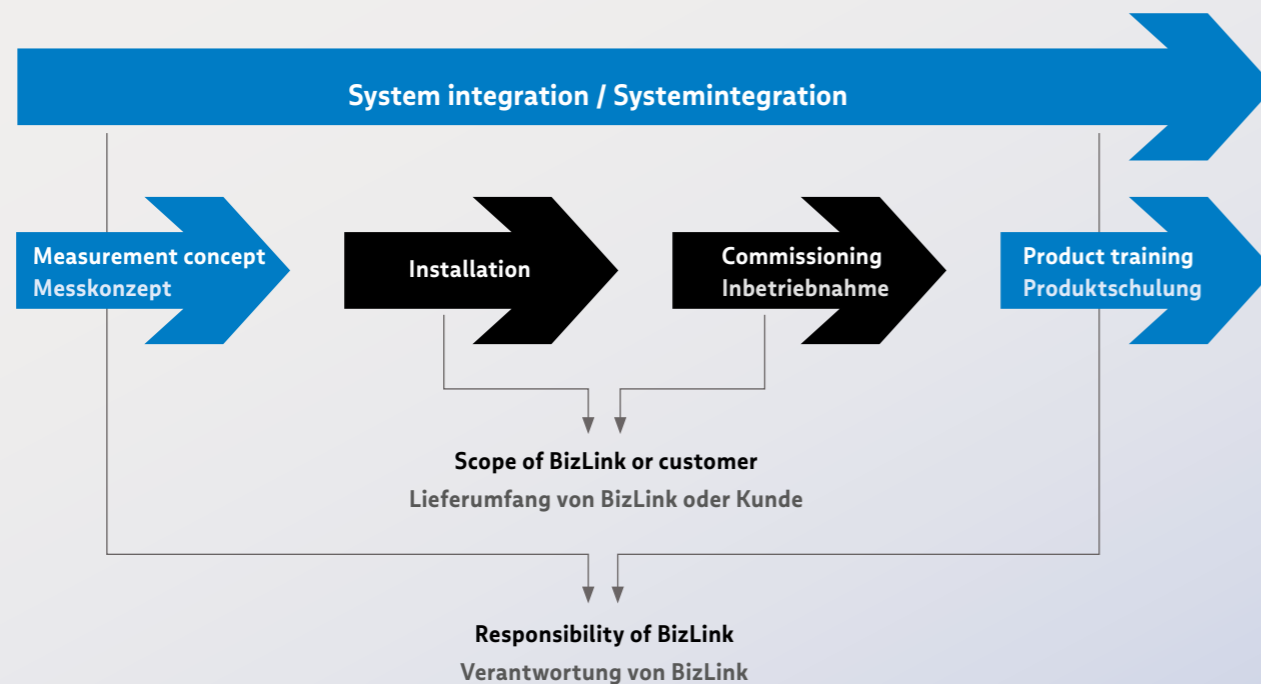 System integration / Systemintegration
Measurement concept
Messkonzept
Installation
Commissioning
Inbetriebnahme
Product training
Produktschulung
Scope of BizLink or customer
Lieferumfang von BizLink oder Kunde
Responsibility of BizLink
Verantwortung von BizLink